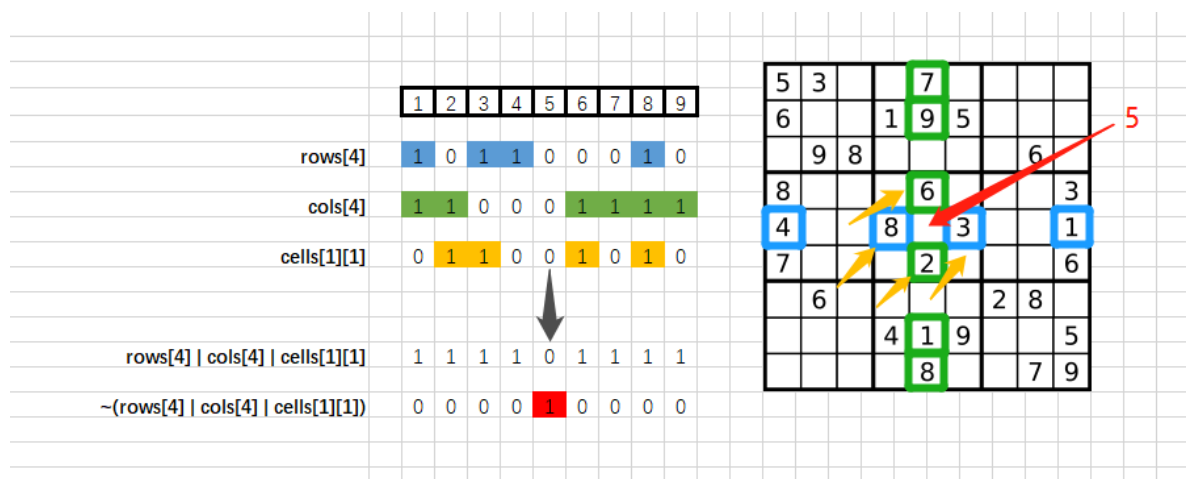 1 2 3 4 5 6 7 8 9
rows[4] 1 0 1 1 0 0 0 1 0
cols[4] 1 1 0 0 0 1 1 1 1
cells[1][1] 0 1 1 0 0 1 0 1 0
rows[4] | cols[4] | cells[1][1] 1 1 1 1 0 1 1 1 1
~(rows[4] | cols[4] | cells[1][1]) 0 0 0 0 1 0 0 0 0
5 3 7
6 1 9 5
9 8 6
8 6 3
4 8 3 1
7 2 6
6 2 8
4 1 9 5
8 7 9
5